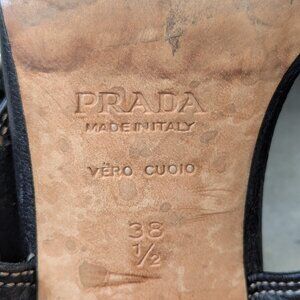 PRADA
MADE IN ITALY
VERO CUOIO
38
½